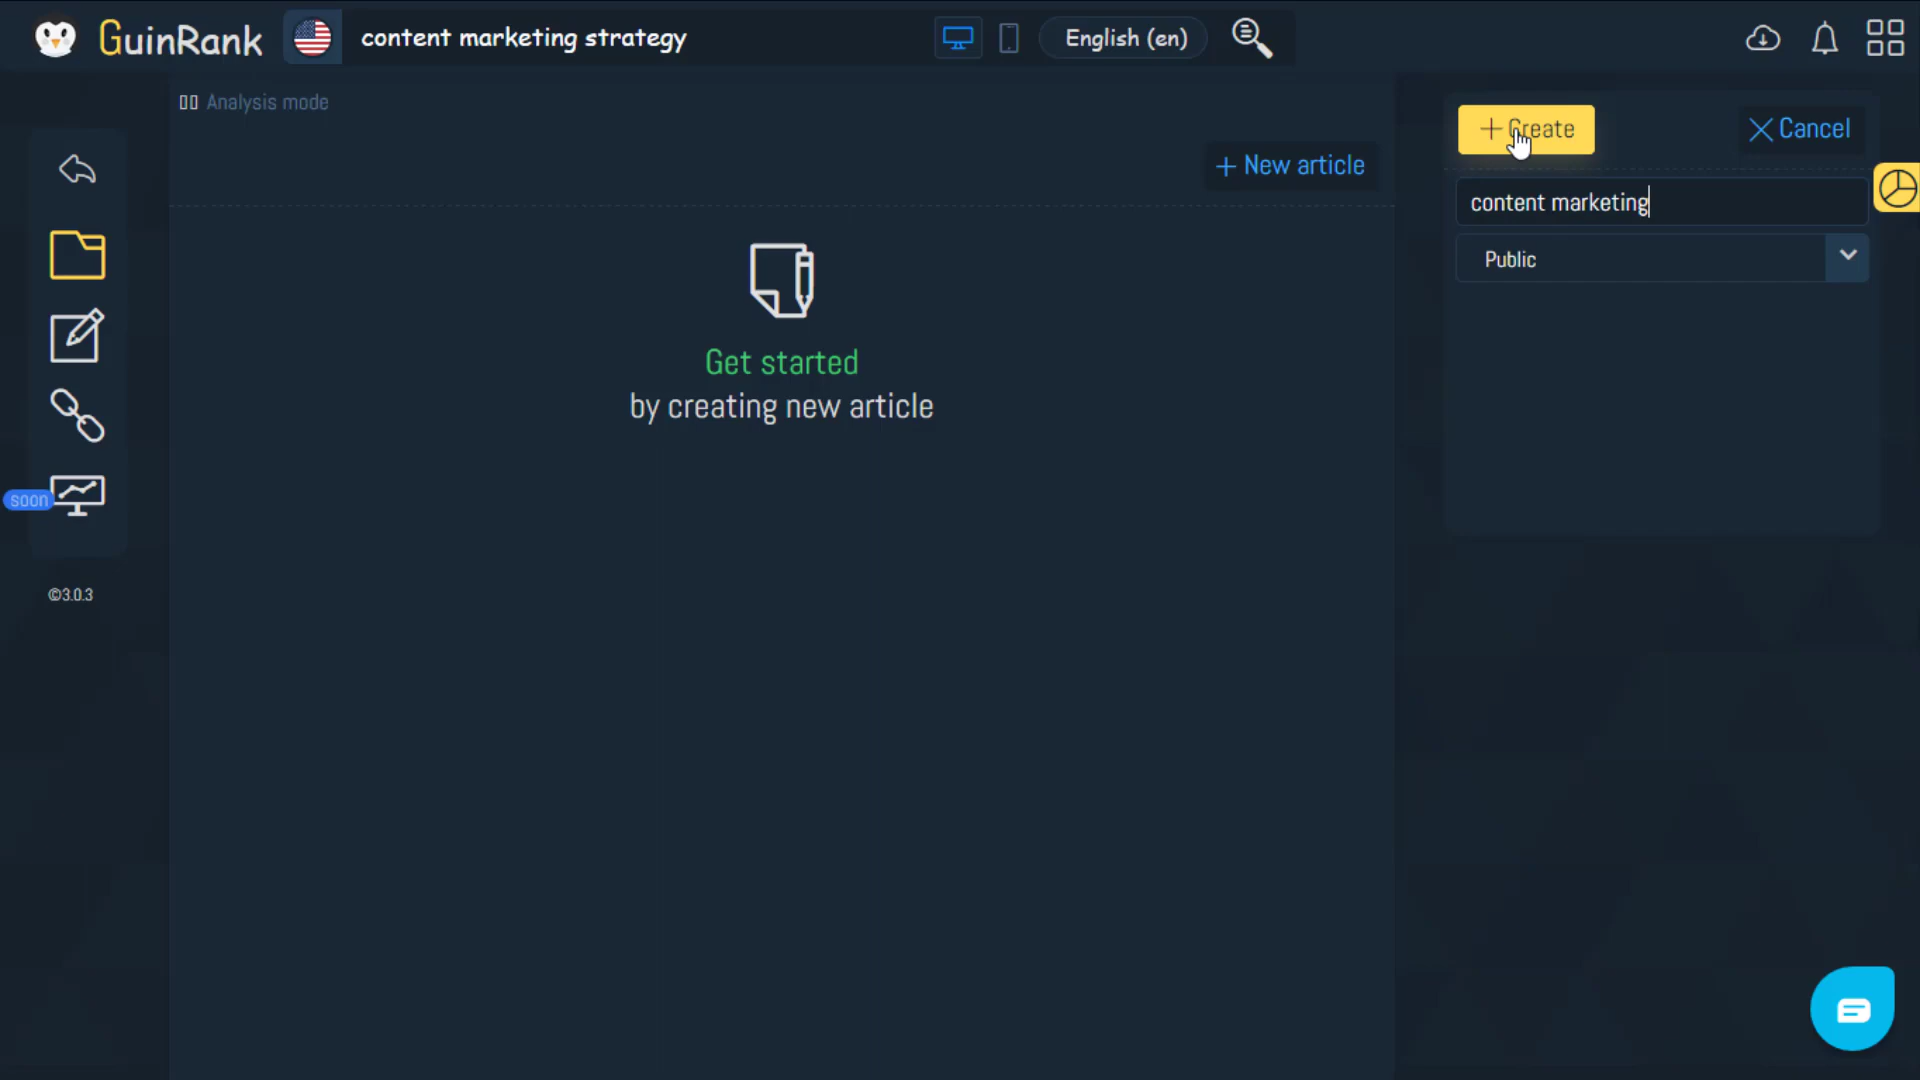 GuinRank
content marketing strategy
English (en)
Analysis mode
+ New article
Get started
by creating new article
+ Create
Cancel
content marketing
Public
soon
©3.0.3